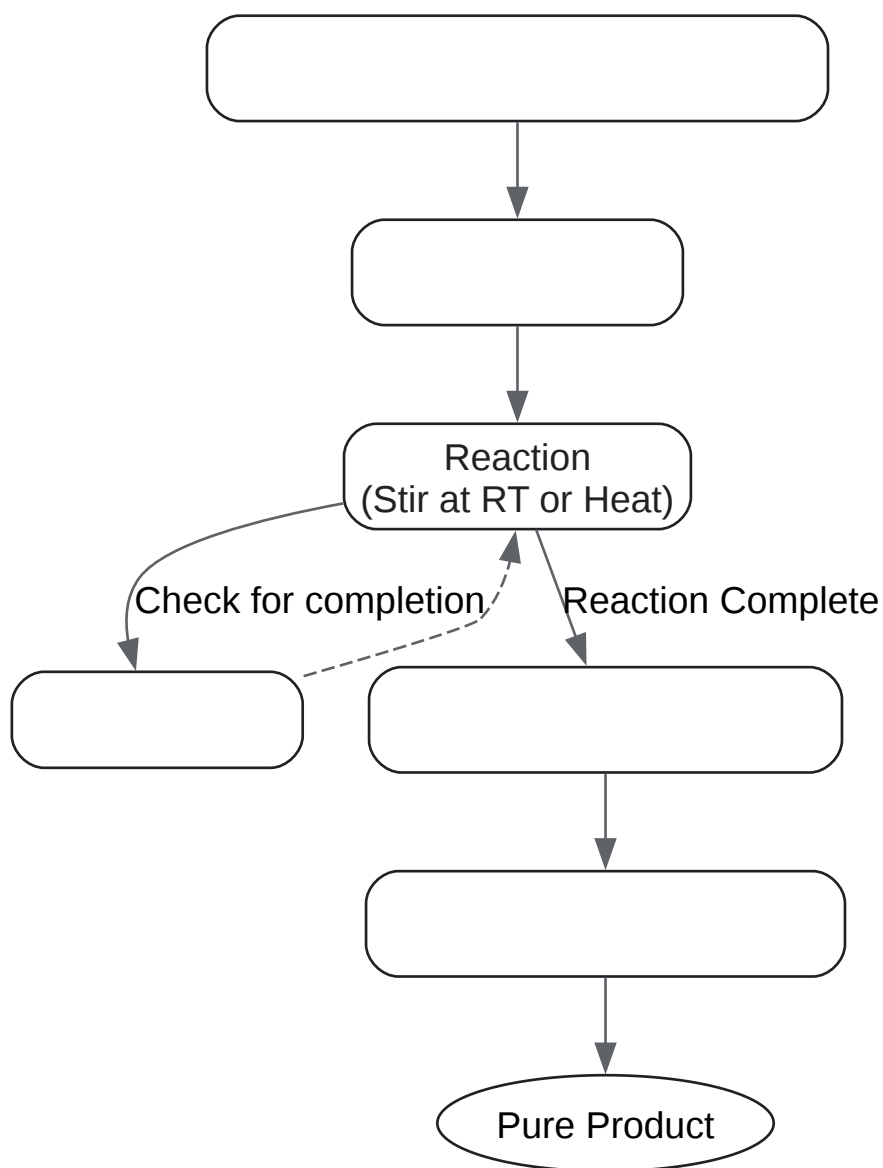 Reaction
(Stir at RT or Heat)
Check for completion
Reaction Complete
Pure Product